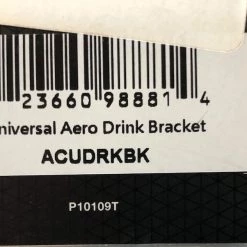 23660 98881 4
niversal Aero Drink Bracket
ACUDRKBK
P10109T